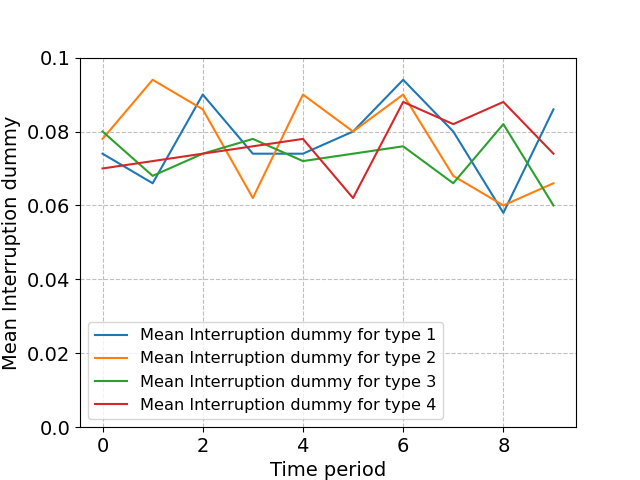 0.1
0.08
0.06
0.04
0.02
0.0
Mean Interruption dummy
Mean Interruption dummy for type 1
Mean Interruption dummy for type 2
Mean Interruption dummy for type 3
Mean Interruption dummy for type 4
0 2 4 6 8
Time period